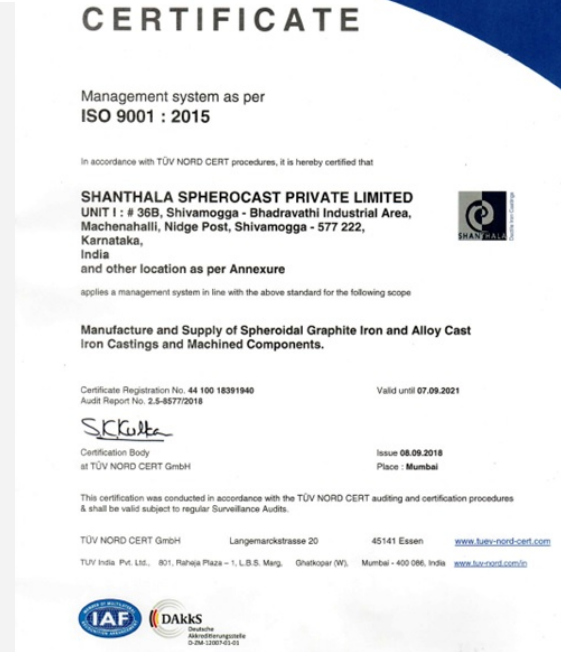 CERTIFICATE
Management system as per
ISO 9001 : 2015
In accordance with TÜV NORD CERT procedures, it is hereby certified that
SHANTHALA SPHEROCAST PRIVATE LIMITED
UNIT I : # 36B, Shivamogga - Bhadravathi Industrial Area,
Machenahalli, Nidge Post, Shivamogga - 577 222,
Karnataka,
India
and other location as per Annexure
SHANTHALA
Ductile Iron Castings
applies a management system in line with the above standard for the following scope
Manufacture and Supply of Spheroidal Graphite Iron and Alloy Cast
Iron Castings and Machined Components.
Certificate Registration No. 44 100 18391940
Audit Report No. 2.5-8577/2018
Valid until 07.09.2021
Certification Body
at TÜV NORD CERT GmbH
Issue 08.09.2018
Place : Mumbai
This certification was conducted in accordance with the TÜV NORD CERT auditing and certification procedures
& shall be valid subject to regular Surveillance Audits.
TÜV NORD CERT GmbH Langemarckstrasse 20 45141 Essen www.tuev-nord-cert.com
TUV India Pvt. Ltd., 801, Raheja Plaza – 1, L.B.S. Marg, Ghatkopar (W), Mumbai - 400 086, India www.tuv-nord.com/in
IAF
DAkkS
Deutsche
Akkreditierungsstelle
D-ZM-12007-01-01